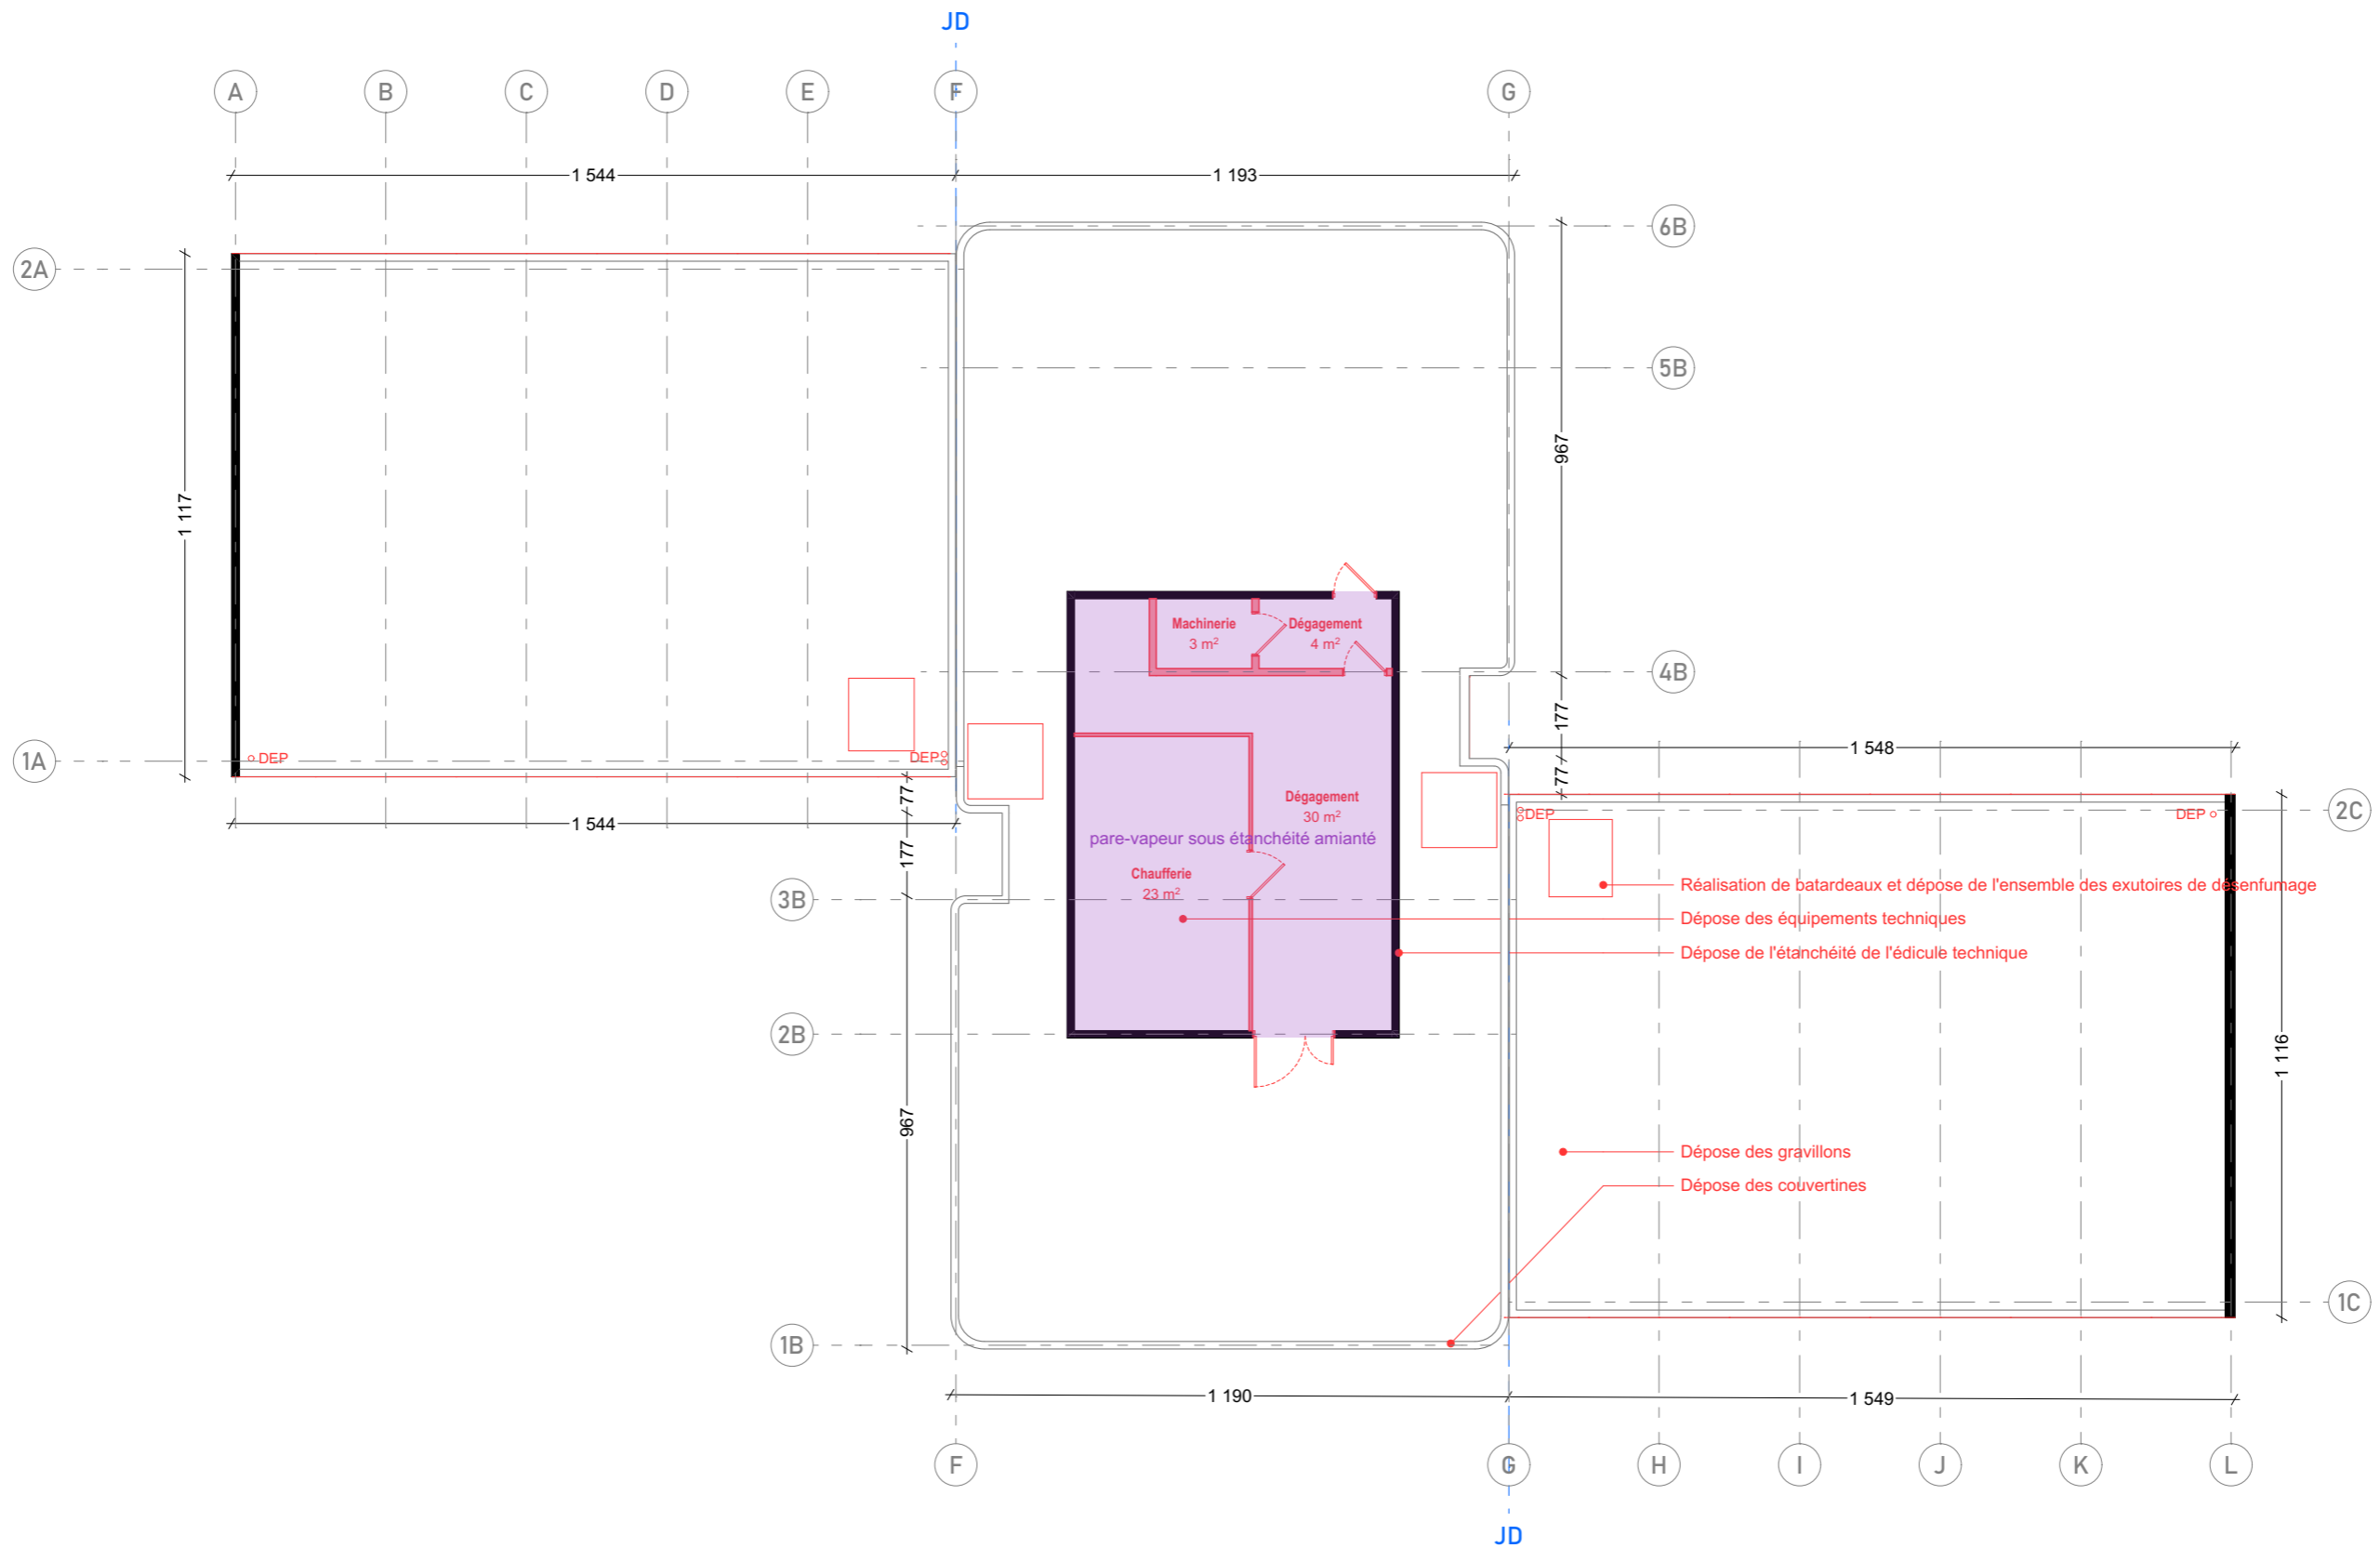 JD
A B C D E F G
1 544 1 193
6B
2A
5B
967
1 117
Machinerie
3 m²
Dégagement
4 m²
4B
177
1 548
1A
DEP
DEP
77
77
1 544
Dégagement
30 m²
DEP
DEP
2C
pare-vapeur sous étanchéité amianté
177
Chaufferie
23 m²
Réalisation de batardeaux et dépose de l'ensemble des exutoires de désenfumage
3B
Dépose des équipements techniques
Dépose de l'étanchéité de l'édicule technique
2B
1 116
967
Dépose des gravillons
Dépose des couvertines
1C
1B
1 190 1 549
F G H I J K L
JD